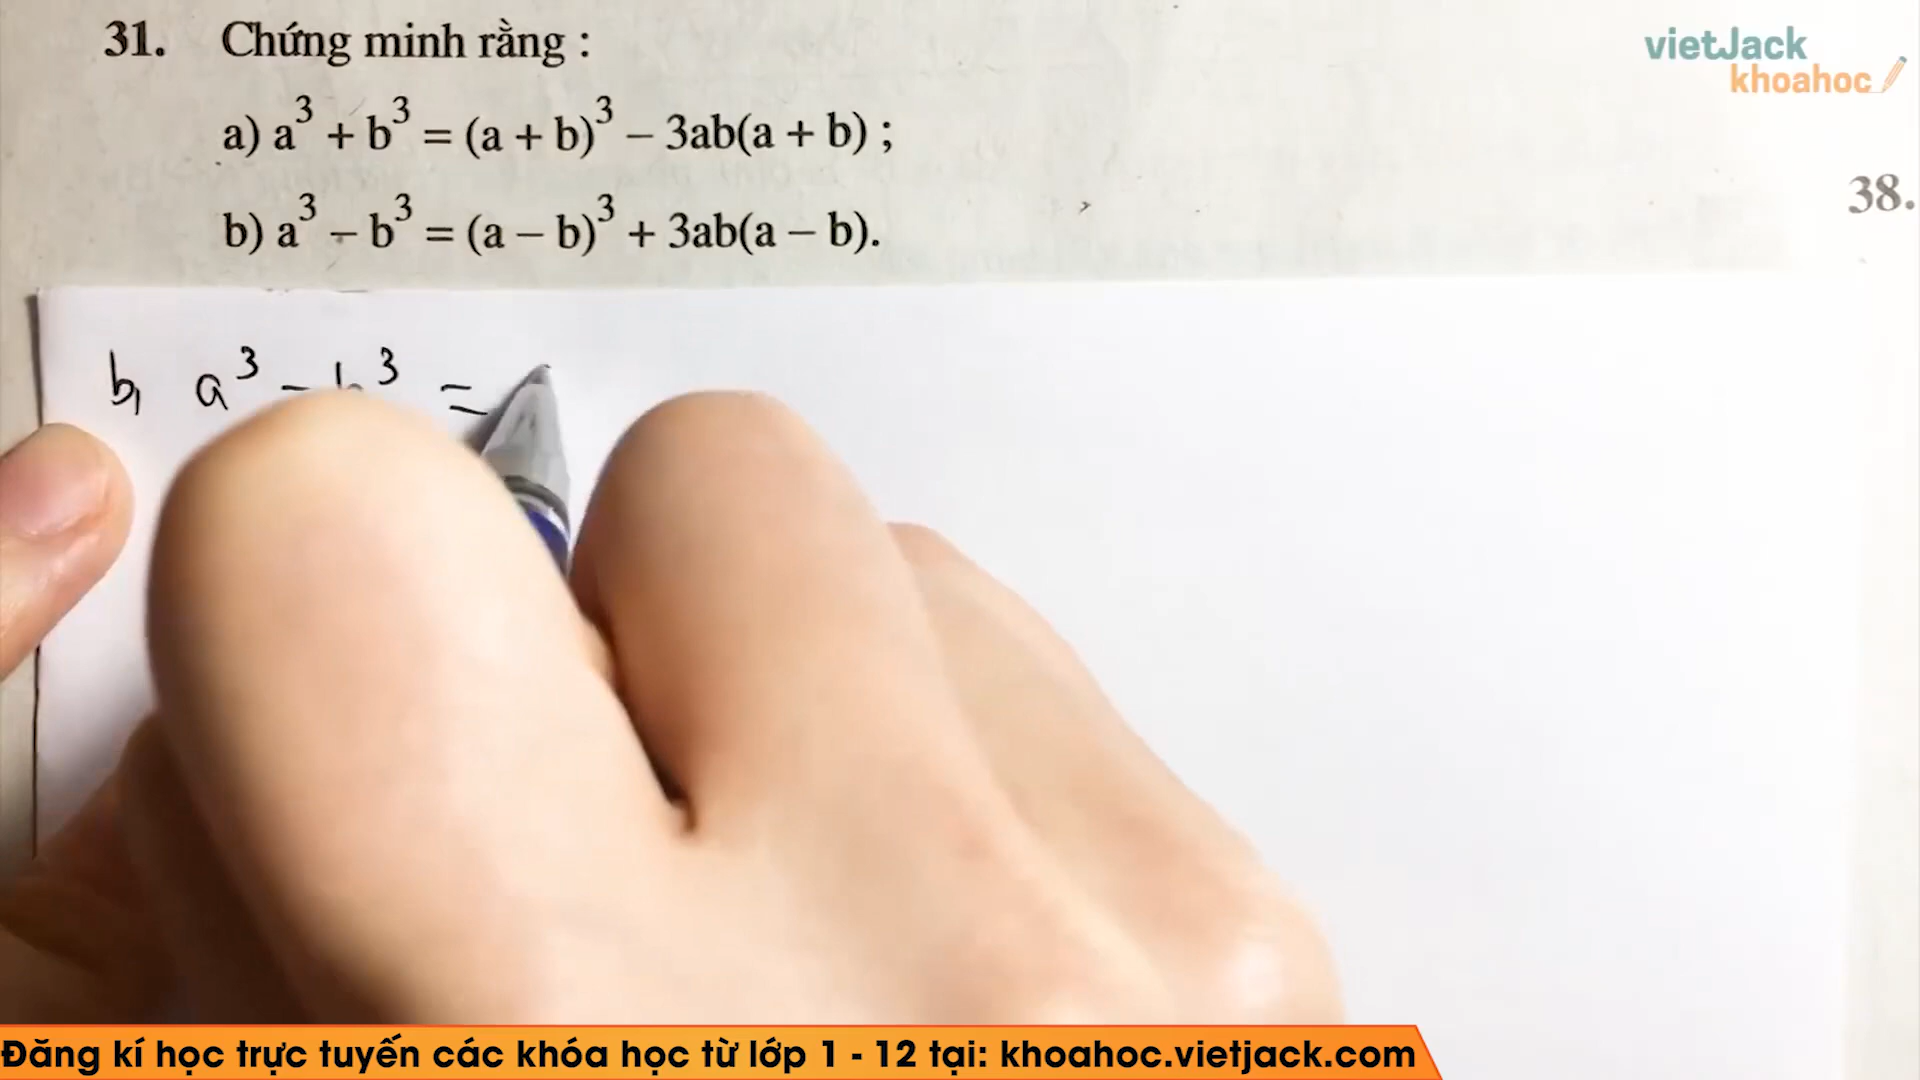 31. Chứng minh rằng :
a) a³ + b³ = (a + b)³ – 3ab(a + b) ;
b) a³ – b³ = (a – b)³ + 3ab(a – b).
vietJack
khoahoc
38.
b, a³ – b³ =
Đăng kí học trực tuyến các khóa học từ lớp 1 - 12 tại: khoahoc.vietjack.com